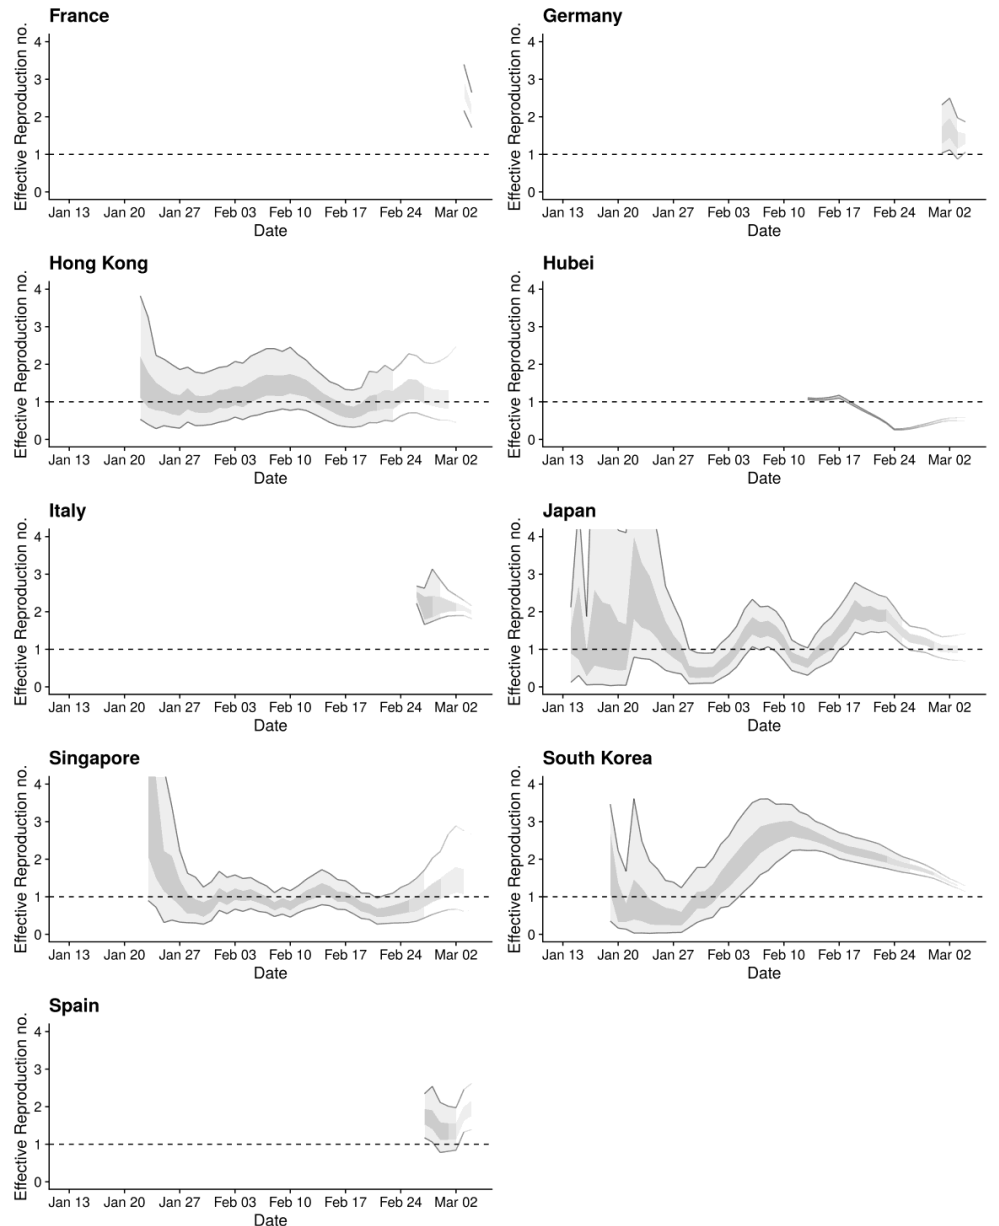 France
Effective Reproduction no.
4
3
2
1
0
Jan 13 Jan 20 Jan 27 Feb 03 Feb 10 Feb 17 Feb 24 Mar 02
Date
Germany
Effective Reproduction no.
4
3
2
1
0
Jan 13 Jan 20 Jan 27 Feb 03 Feb 10 Feb 17 Feb 24 Mar 02
Date
Hong Kong
Effective Reproduction no.
4
3
2
1
0
Jan 13 Jan 20 Jan 27 Feb 03 Feb 10 Feb 17 Feb 24 Mar 02
Date
Hubei
Effective Reproduction no.
4
3
2
1
0
Jan 13 Jan 20 Jan 27 Feb 03 Feb 10 Feb 17 Feb 24 Mar 02
Date
Italy
Effective Reproduction no.
4
3
2
1
0
Jan 13 Jan 20 Jan 27 Feb 03 Feb 10 Feb 17 Feb 24 Mar 02
Date
Japan
Effective Reproduction no.
4
3
2
1
0
Jan 13 Jan 20 Jan 27 Feb 03 Feb 10 Feb 17 Feb 24 Mar 02
Date
Singapore
Effective Reproduction no.
4
3
2
1
0
Jan 13 Jan 20 Jan 27 Feb 03 Feb 10 Feb 17 Feb 24 Mar 02
Date
South Korea
Effective Reproduction no.
4
3
2
1
0
Jan 13 Jan 20 Jan 27 Feb 03 Feb 10 Feb 17 Feb 24 Mar 02
Date
Spain
Effective Reproduction no.
4
3
2
1
0
Jan 13 Jan 20 Jan 27 Feb 03 Feb 10 Feb 17 Feb 24 Mar 02
Date